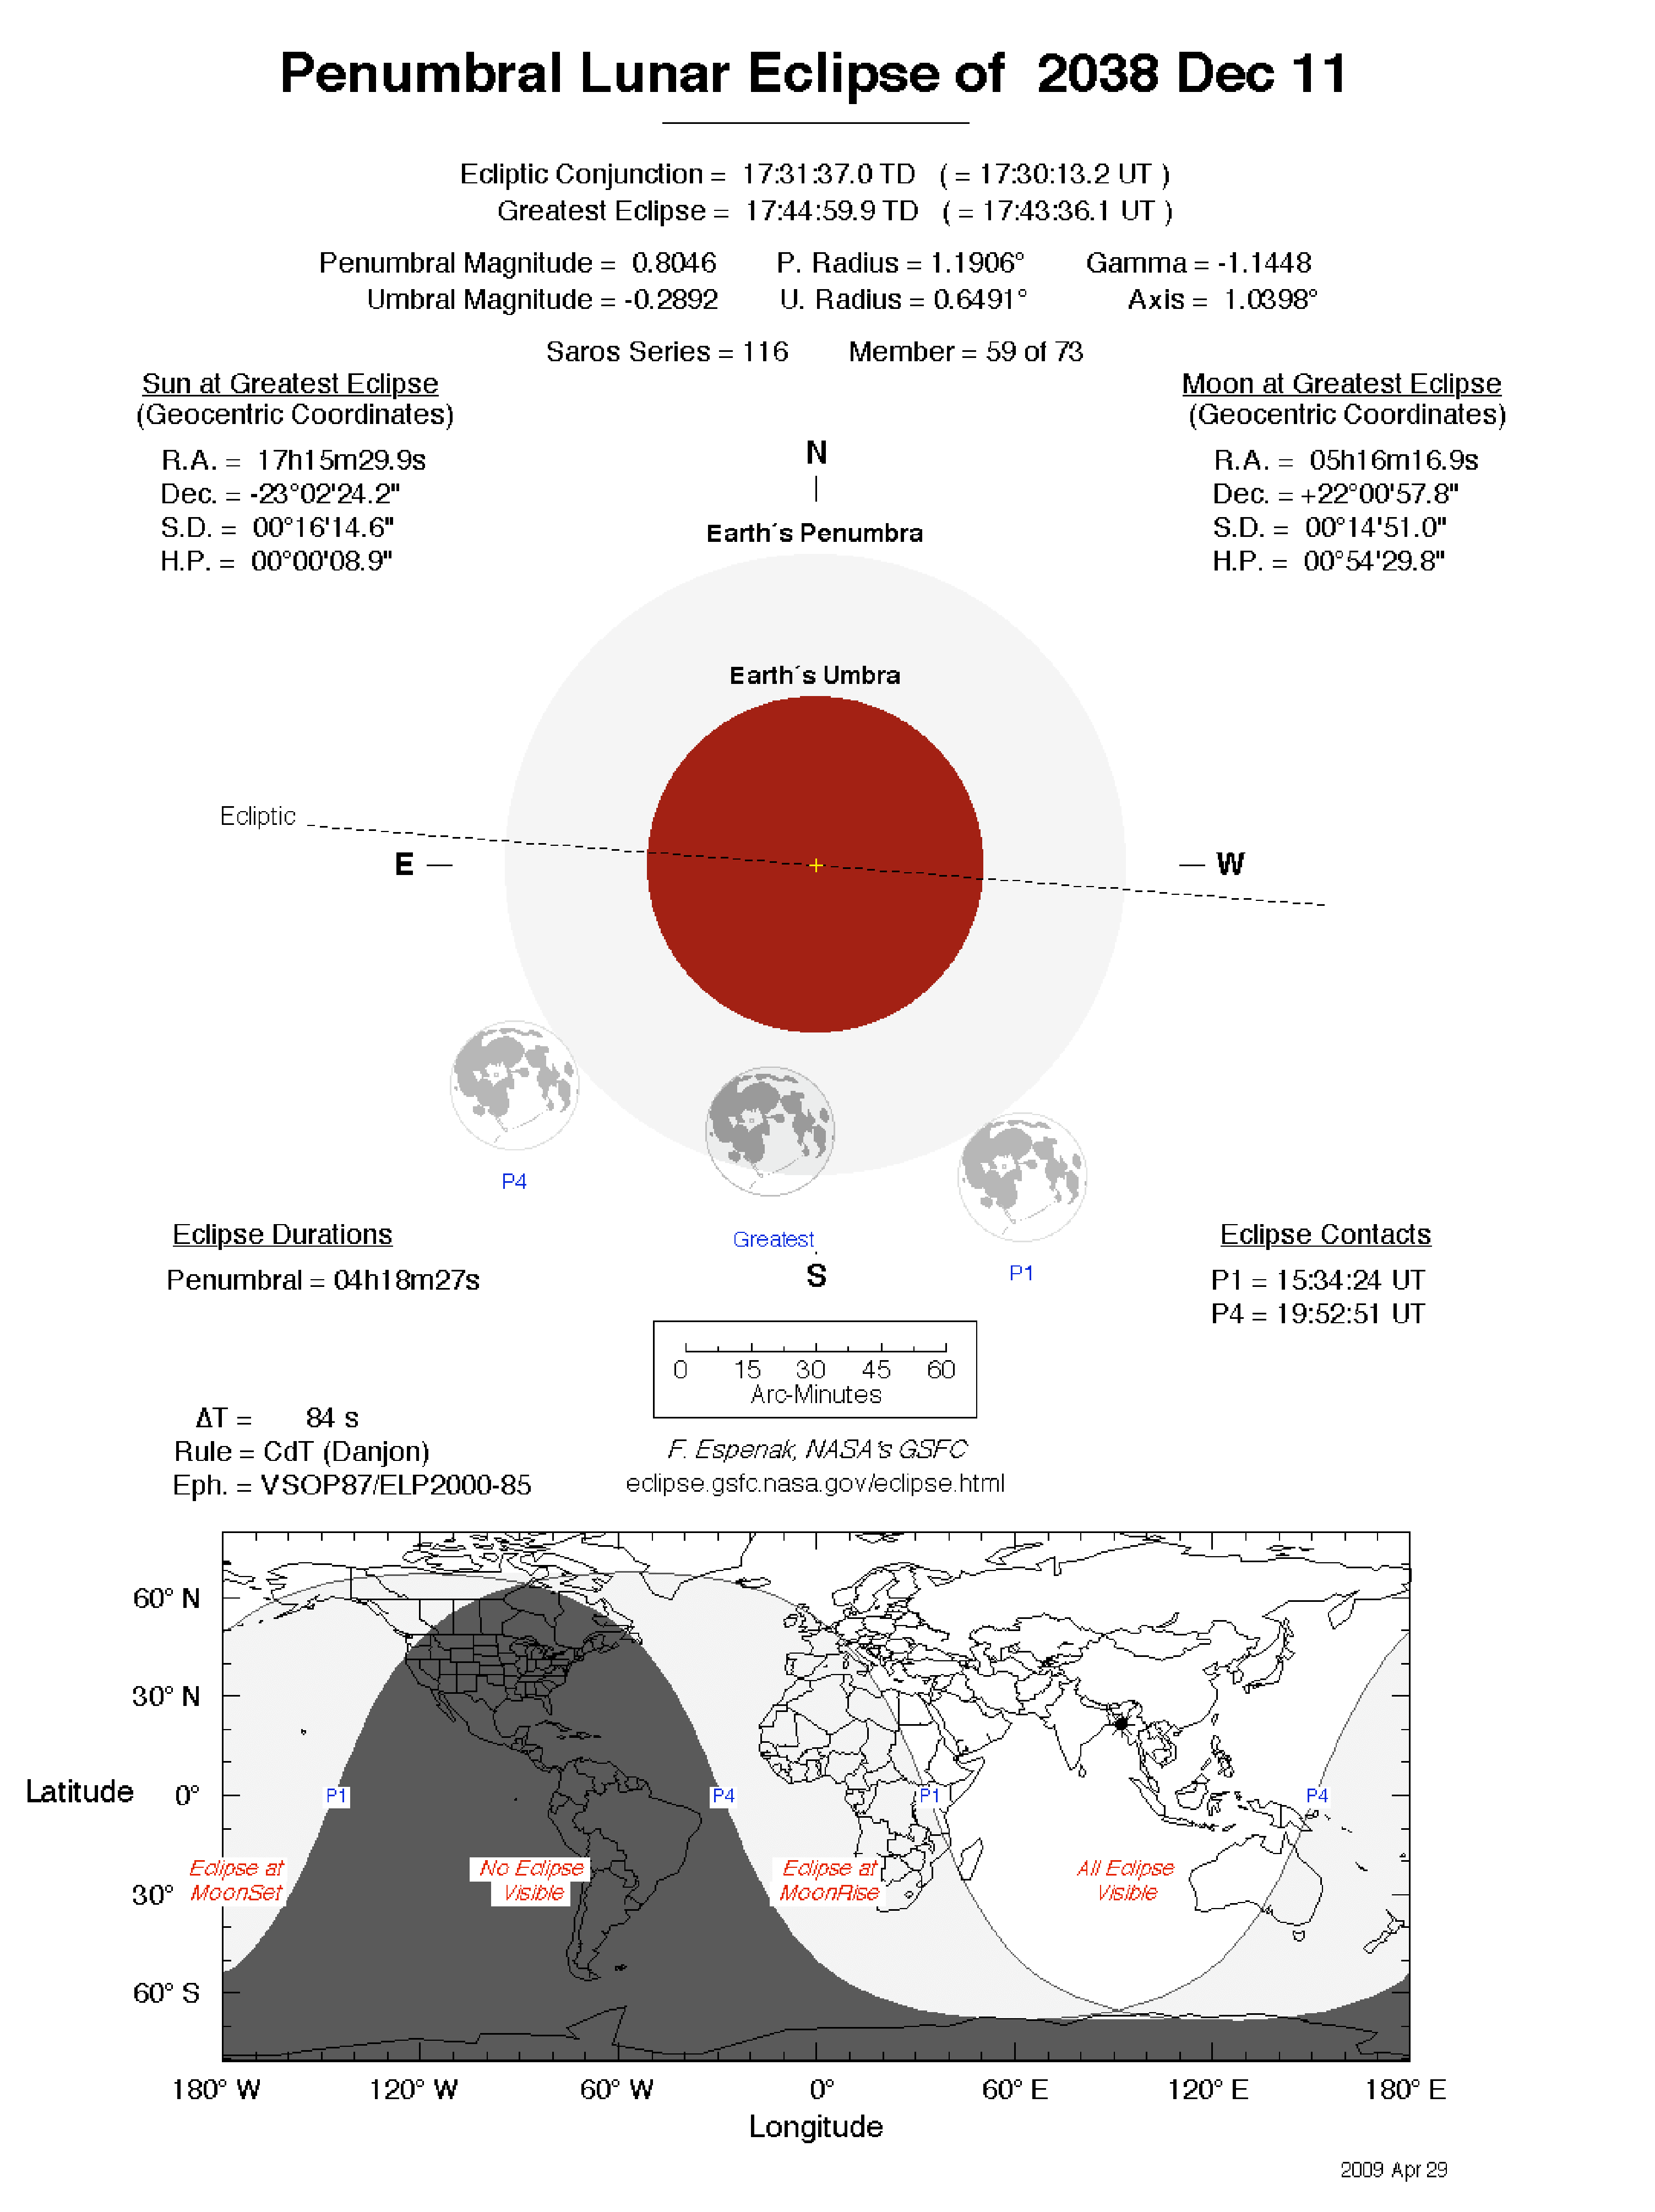 Penumbral Lunar Eclipse of 2038 Dec 11
Ecliptic Conjunction = 17:31:37.0 TD ( = 17:30:13.2 UT )
Greatest Eclipse = 17:44:59.9 TD ( = 17:43:36.1 UT )
Penumbral Magnitude = 0.8046 P. Radius = 1.1906° Gamma = -1.1448
Umbral Magnitude = -0.2892 U. Radius = 0.6491° Axis = 1.0398°
Saros Series = 116 Member = 59 of 73
Sun at Greatest Eclipse
(Geocentric Coordinates)
R.A. = 17h15m29.9s
Dec. = -23°02'24.2"
S.D. = 00°16'14.6"
H.P. = 00°00'08.9"
Moon at Greatest Eclipse
(Geocentric Coordinates)
R.A. = 05h16m16.9s
Dec. = +22°00'57.8"
S.D. = 00°14'51.0"
H.P. = 00°54'29.8"
N
Earth´s Penumbra
Earth´s Umbra
Ecliptic
E
W
P4
Greatest
S
P1
Eclipse Durations
Penumbral = 04h18m27s
Eclipse Contacts
P1 = 15:34:24 UT
P4 = 19:52:51 UT
0 15 30 45 60
Arc-Minutes
ΔT = 84 s
Rule = CdT (Danjon)
Eph. = VSOP87/ELP2000-85
F. Espenak, NASA's GSFC
eclipse.gsfc.nasa.gov/eclipse.html
60° N
30° N
Latitude 0°
30° S
60° S
P1
P4
P1
P4
Eclipse at
MoonSet
No Eclipse
Visible
Eclipse at
MoonRise
All Eclipse
Visible
180° W 120° W 60° W 0° 60° E 120° E 180° E
Longitude
2009 Apr 29